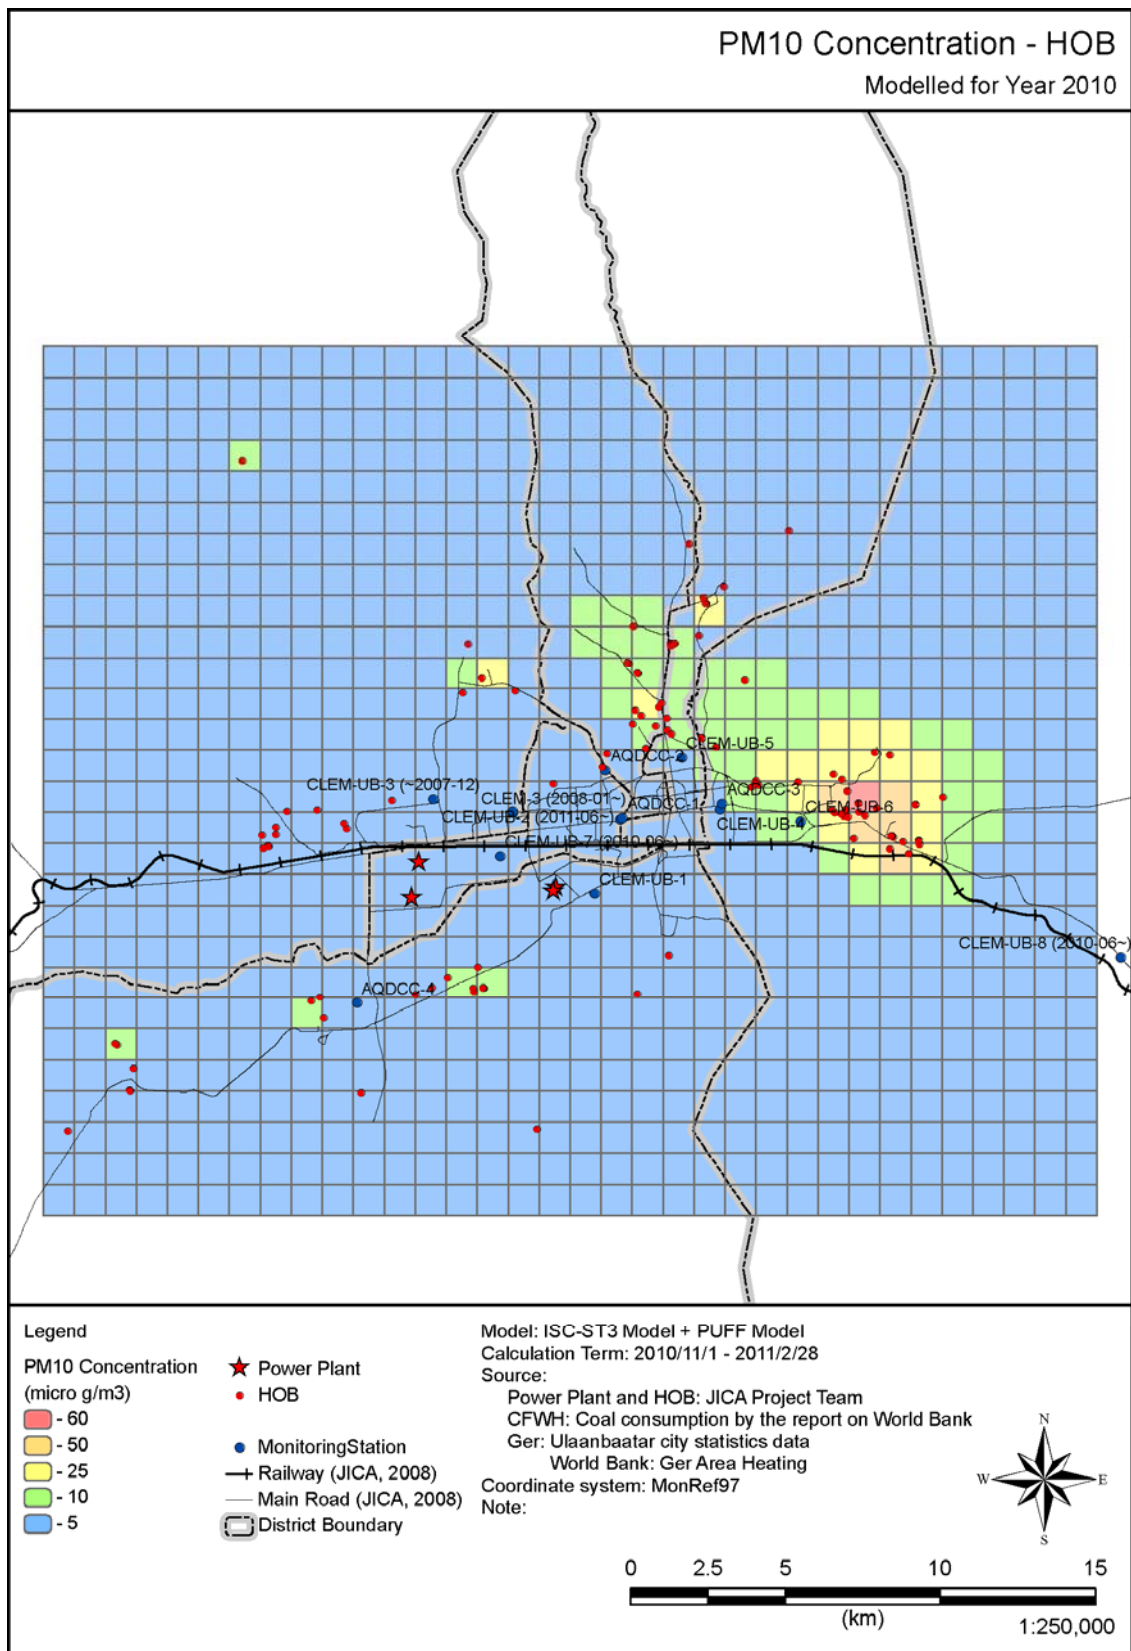 PM10 Concentration - HOB
Modelled for Year 2010
CLEM-UB-5
AQDCC-2
CLEM-UB-3 (~2007-12)
CLEM-3 (2008-01~)
AQDCC-3
AQDCC-1
CLEM-UB-6
CLEM-UB-2 (2011-06~)
CLEM-UB-4
CLEM-UB-7 (2010-06~)
CLEM-UB-1
CLEM-UB-8 (2010-06~)
AQDCC-4
Legend
PM10 Concentration
(micro g/m3)
- 60
- 50
- 25
- 10
- 5
Power Plant
HOB
MonitoringStation
Railway (JICA, 2008)
Main Road (JICA, 2008)
District Boundary
Model: ISC-ST3 Model + PUFF Model
Calculation Term: 2010/11/1 - 2011/2/28
Source:
Power Plant and HOB: JICA Project Team
CFWH: Coal consumption by the report on World Bank
Ger: Ulaanbaatar city statistics data
World Bank: Ger Area Heating
Coordinate system: MonRef97
Note:
N
W E
S
0 2.5 5 10 15
(km)
1:250,000